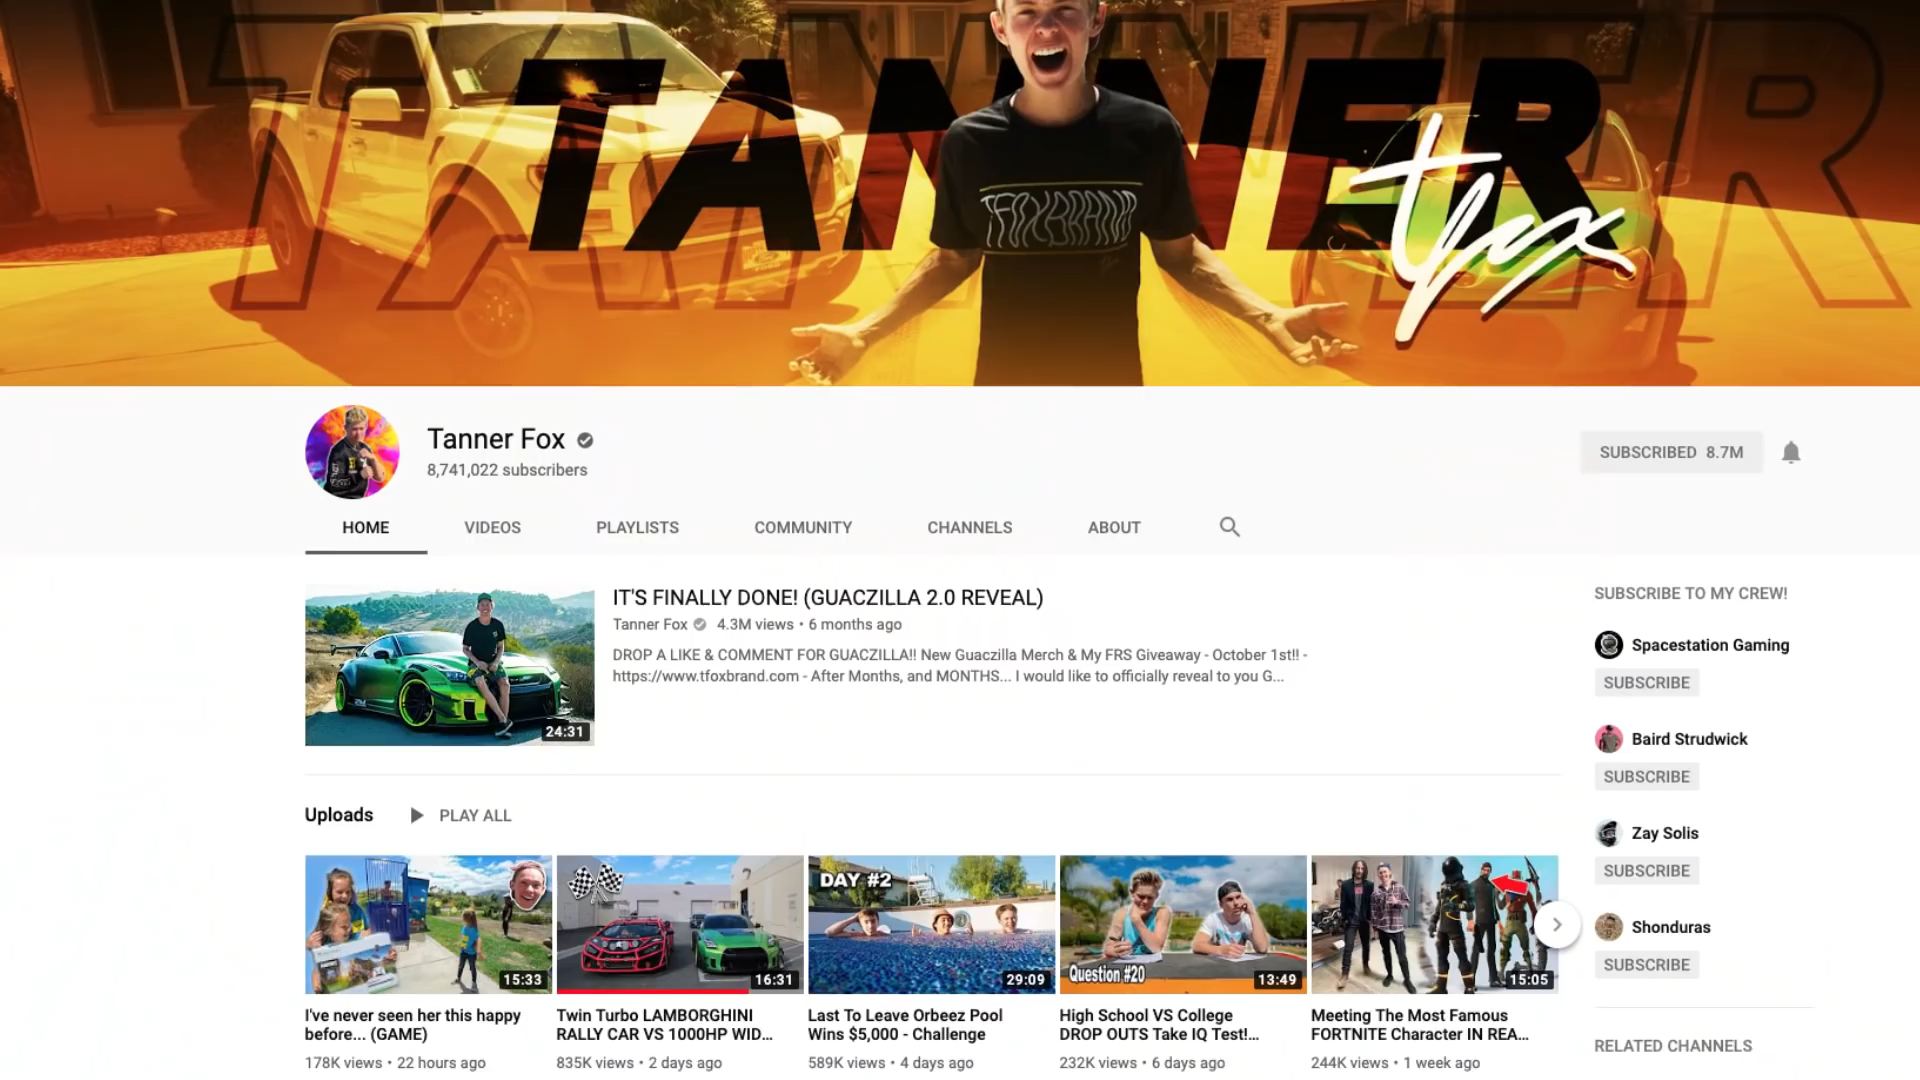 TANNER
tfox
TFOXBRAND
Tanner Fox
8,741,022 subscribers
SUBSCRIBED 8.7M
HOME VIDEOS PLAYLISTS COMMUNITY CHANNELS ABOUT
IT'S FINALLY DONE! (GUACZILLA 2.0 REVEAL)
Tanner Fox 4.3M views • 6 months ago
DROP A LIKE & COMMENT FOR GUACZILLA!! New Guaczilla Merch & My FRS Giveaway - October 1st!! -
https://www.tfoxbrand.com - After Months, and MONTHS... I would like to officially reveal to you G...
24:31
SUBSCRIBE TO MY CREW!
Spacestation Gaming
SUBSCRIBE
Baird Strudwick
SUBSCRIBE
Zay Solis
SUBSCRIBE
Shonduras
SUBSCRIBE
RELATED CHANNELS
Uploads PLAY ALL
15:33
I've never seen her this happy
before... (GAME)
178K views • 22 hours ago
16:31
Twin Turbo LAMBORGHINI
RALLY CAR VS 1000HP WID...
835K views • 2 days ago
DAY #2
29:09
Last To Leave Orbeez Pool
Wins $5,000 - Challenge
589K views • 4 days ago
Question #20
13:49
High School VS College
DROP OUTS Take IQ Test!...
232K views • 6 days ago
15:05
Meeting The Most Famous
FORTNITE Character IN REA...
244K views • 1 week ago